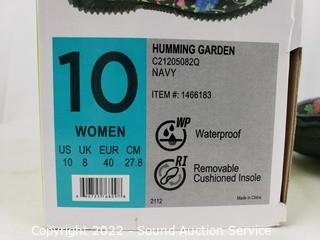 HUMMING GARDEN
C21205082Q
NAVY
ITEM #: 1466183
10
WOMEN
US UK EUR CM
10 8 40 27.8
WP
Waterproof
RI
Removable
Cushioned Insole
2112
Made in China
Copyright 2022 - Sound Auction Service